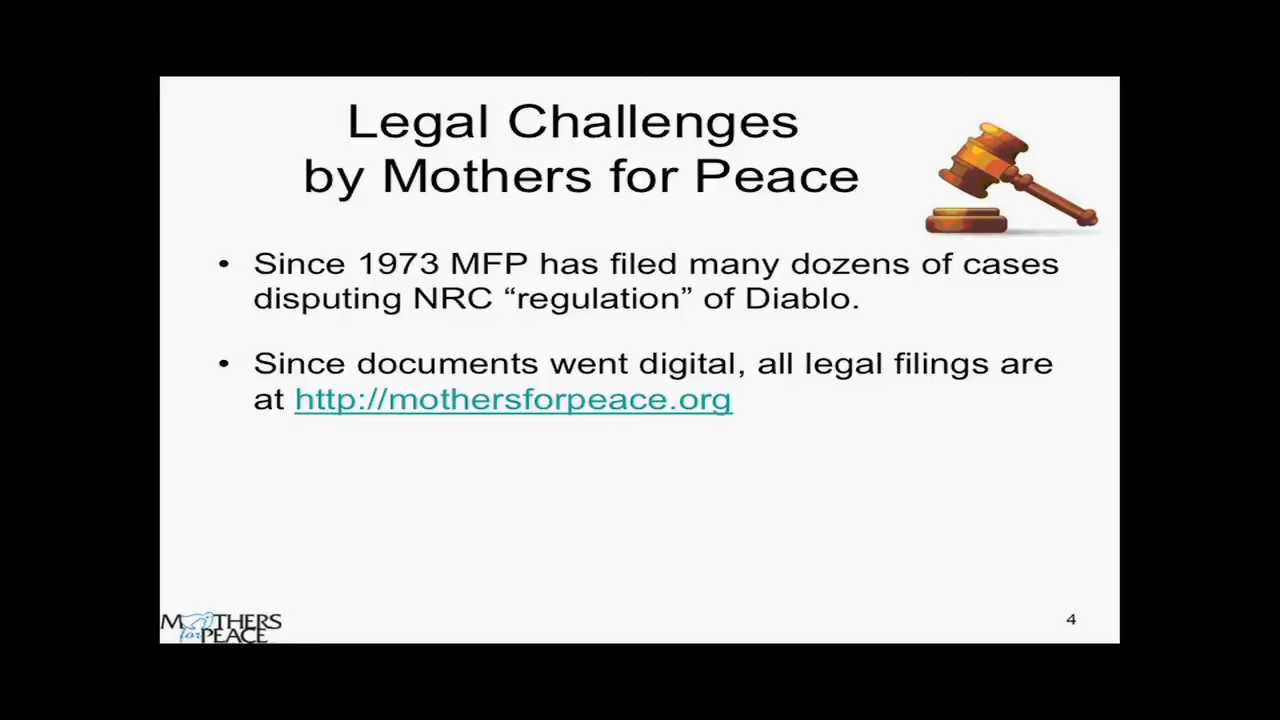 Legal Challenges
by Mothers for Peace
• Since 1973 MFP has filed many dozens of cases
disputing NRC “regulation” of Diablo.
• Since documents went digital, all legal filings are
at http://mothersforpeace.org
MOTHERS
for PEACE
4